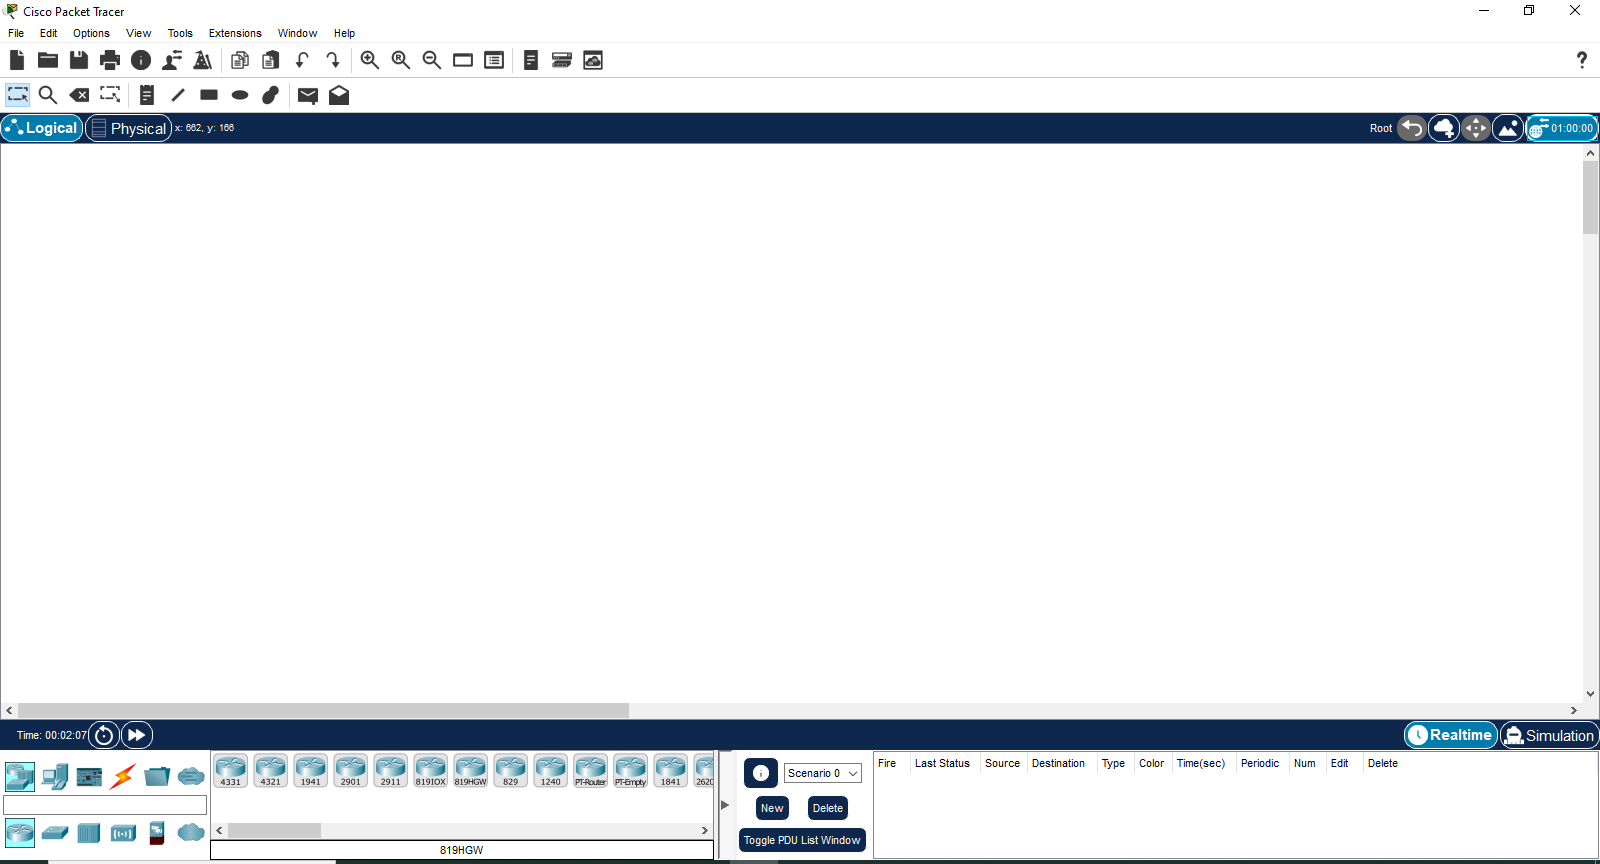 Cisco Packet Tracer
File Edit Options View Tools Extensions Window Help
Logical Physical x: 662, y: 166 Root 01:00:00
Time: 00:02:07 Realtime Simulation
4331 4321 1941 2901 2911 819IOX 819HGW 829 1240 PT-Router PT-Empty 1841 2620
819HGW
Scenario 0
New Delete
Toggle PDU List Window
Fire Last Status Source Destination Type Color Time(sec) Periodic Num Edit Delete